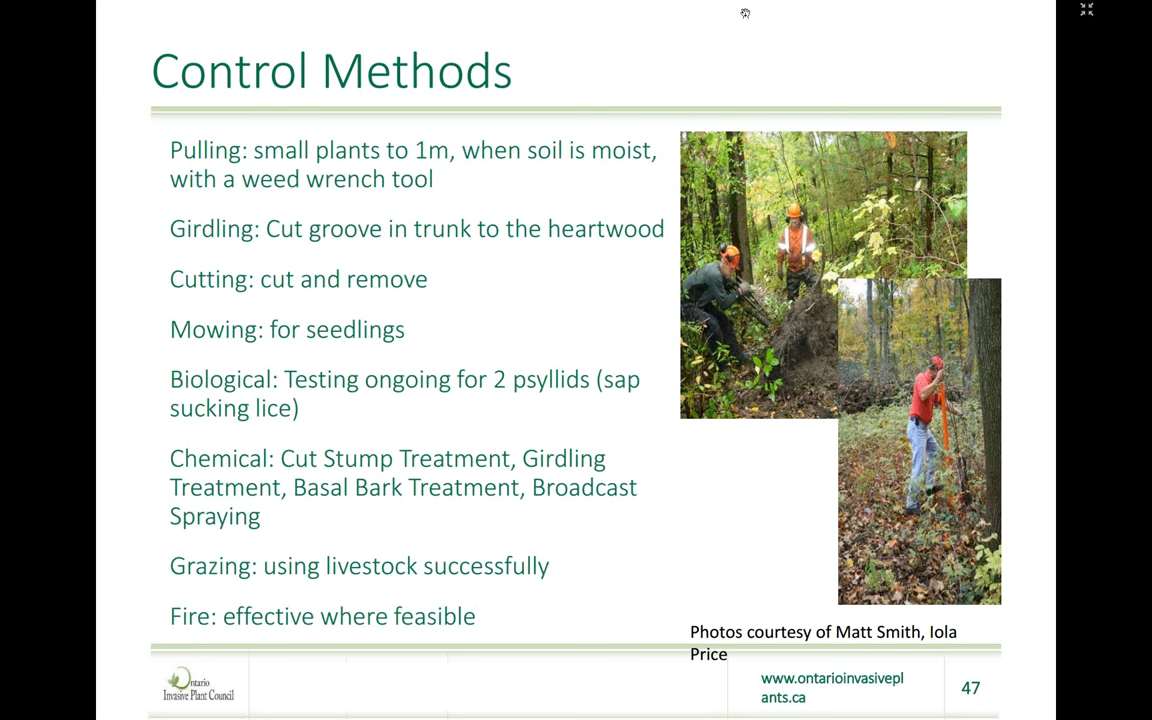 Control Methods
Pulling: small plants to 1m, when soil is moist,
with a weed wrench tool
Girdling: Cut groove in trunk to the heartwood
Cutting: cut and remove
Mowing: for seedlings
Biological: Testing ongoing for 2 psyllids (sap
sucking lice)
Chemical: Cut Stump Treatment, Girdling
Treatment, Basal Bark Treatment, Broadcast
Spraying
Grazing: using livestock successfully
Fire: effective where feasible
Photos courtesy of Matt Smith, Iola
Price
Ontario
Invasive Plant Council
www.ontarioinvasivepl
ants.ca
47